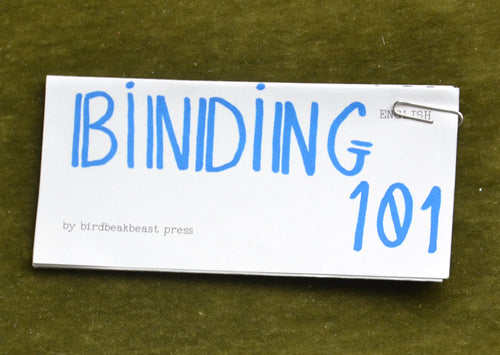 BiNDiNG
ENGLISH
101
by birdbeakbeast press